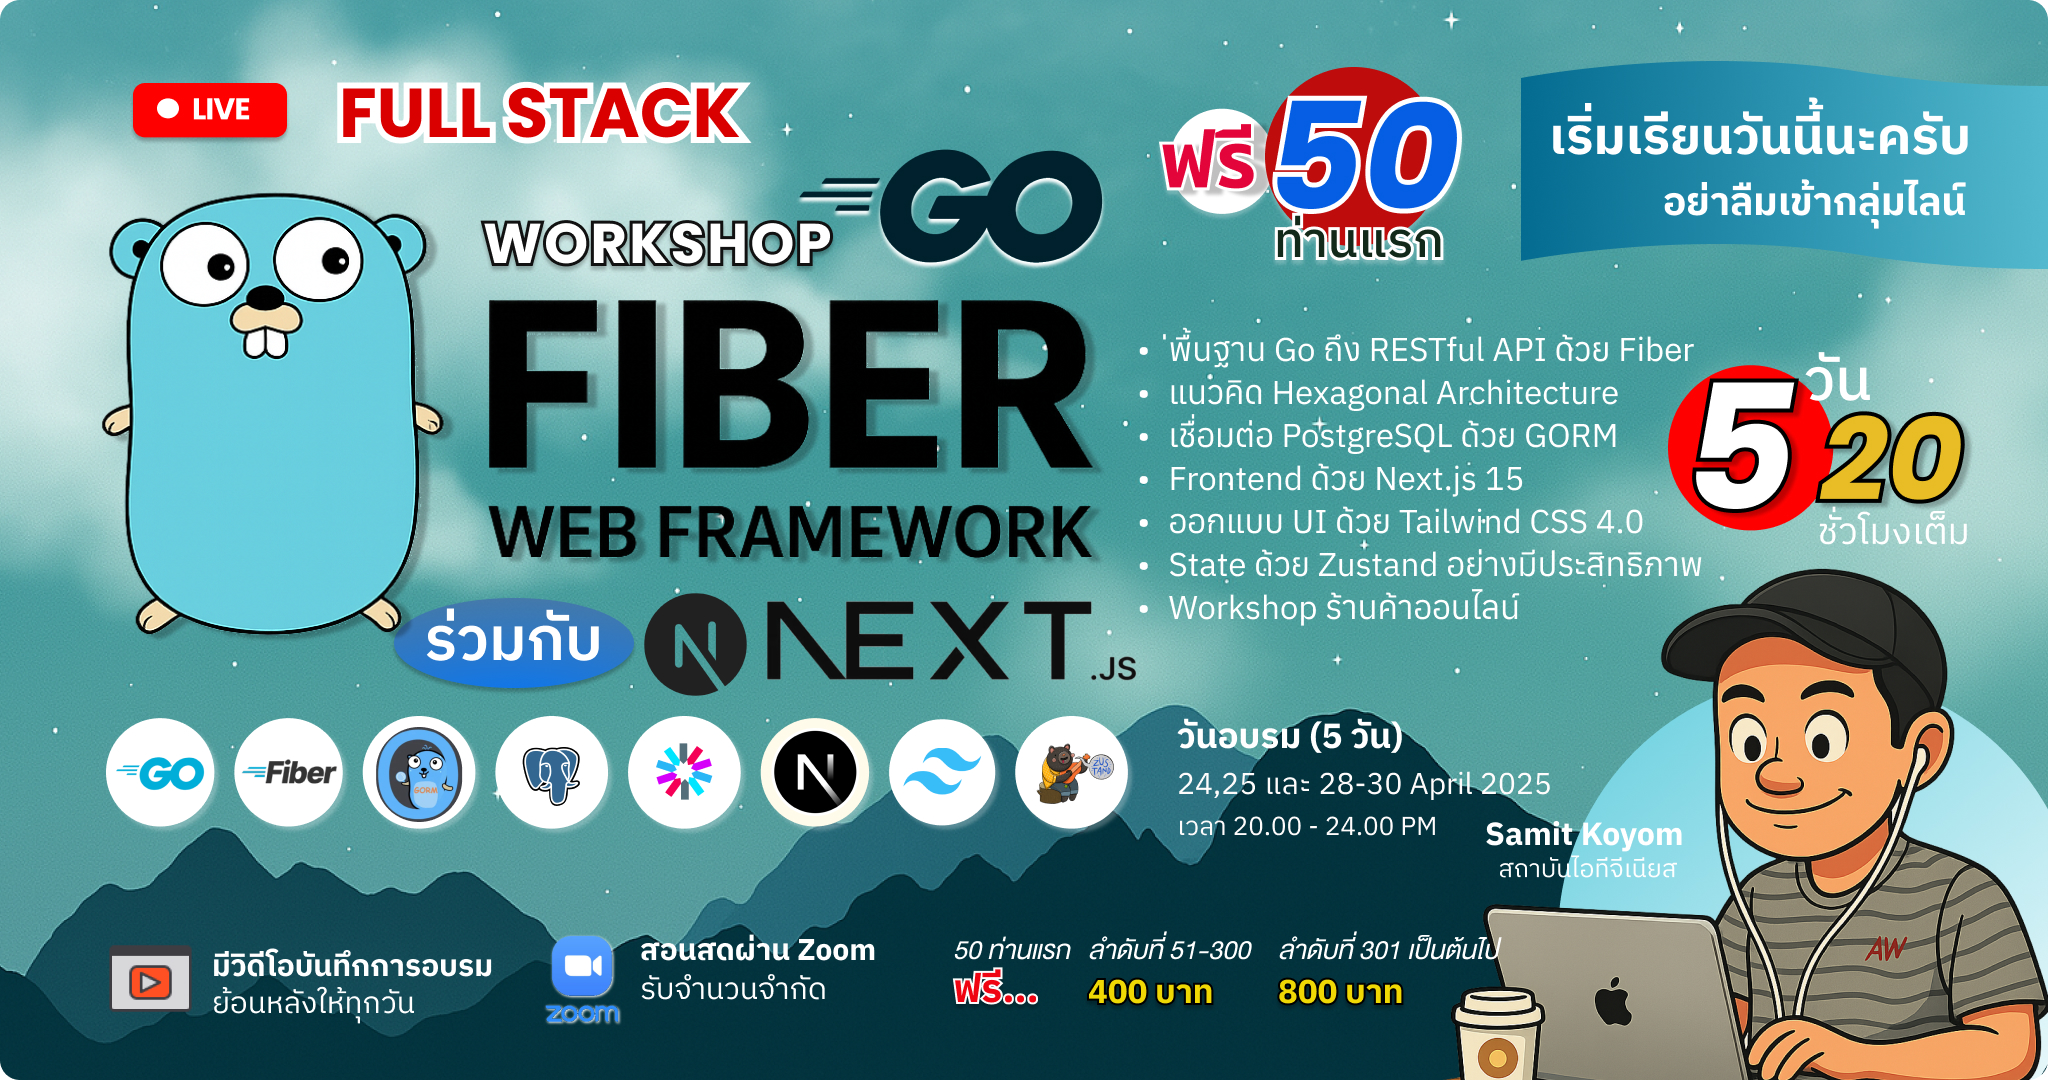 LIVE
FULL STACK
WORKSHOP GO
FIBER
WEB FRAMEWORK
ร่วมกับ
N NEXT.JS
ฟรี 50
ท่านแรก
เริ่มเรียนวันนี้นะครับ
อย่าลืมเข้ากลุ่มไลน์
• พื้นฐาน Go ถึง RESTful API ด้วย Fiber
• แนวคิด Hexagonal Architecture
• เชื่อมต่อ PostgreSQL ด้วย GORM
• Frontend ด้วย Next.js 15
• ออกแบบ UI ด้วย Tailwind CSS 4.0
• State ด้วย Zustand อย่างมีประสิทธิภาพ
• Workshop ร้านค้าออนไลน์
5 วัน
20
ชั่วโมงเต็ม
GO
Fiber
GORM
N
ZUS
TAND
วันอบรม (5 วัน)
24,25 และ 28-30 April 2025
เวลา 20.00 - 24.00 PM
Samit Koyom
สถาบันไอทีจีเนียส
AW
มีวิดีโอบันทึกการอบรม
ย้อนหลังให้ทุกวัน
zoom
สอนสดผ่าน Zoom
รับจำนวนจำกัด
50 ท่านแรก
ฟรี...
ลำดับที่ 51-300
400 บาท
ลำดับที่ 301 เป็นต้นไป
800 บาท